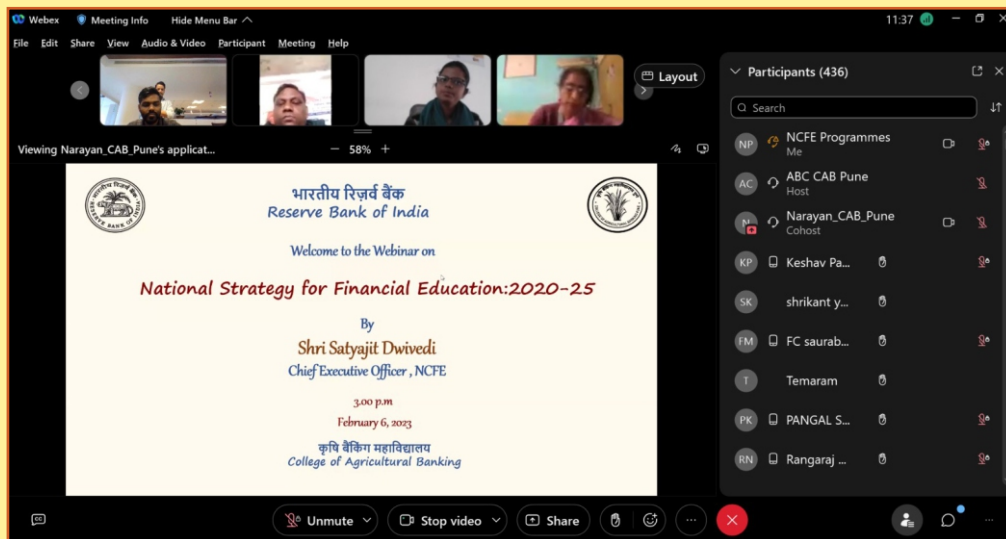 Webex Meeting Info Hide Menu Bar
11:37
File Edit Share View Audio & Video Participant Meeting Help
Layout
Viewing Narayan_CAB_Pune's applicat...
58%
भारतीय रिज़र्व बैंक
Reserve Bank of India
Welcome to the Webinar on
National Strategy for Financial Education:2020-25
By
Shri Satyajit Dwivedi
Chief Executive Officer , NCFE
3.00 p.m
February 6, 2023
कृषि बैंकिंग महाविद्यालय
College of Agricultural Banking
Participants (436)
Search
NP NCFE Programmes
Me
AC ABC CAB Pune
Host
N Narayan_CAB_Pune
Cohost
KP Keshav Pa...
SK shrikant y...
FM FC saurab...
T Temaram
PK PANGAL S...
RN Rangaraj ...
CC Unmute Stop video Share